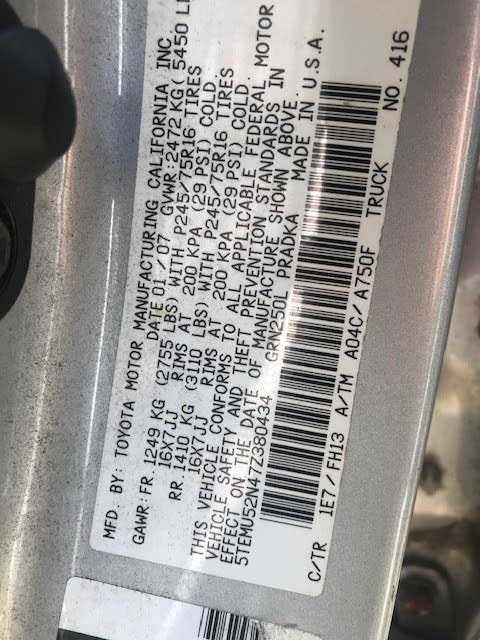 MFD. BY: TOYOTA MOTOR MANUFACTURING CALIFORNIA INC.
DATE 01 / 07 GVWR: 2472 KG( 5450 L
GAWR: FR. 1249 KG (2755 LBS) WITH P245/75R16 TIRES
16X7JJ RIMS AT 200 KPA (29 PSI) COLD
RR. 1410 KG (3110 LBS) WITH P245/75R16 TIRES
16X7JJ RIMS AT 200 KPA (29 PSI) COLD.
THIS VEHICLE CONFORMS TO ALL APPLICABLE FEDERAL MOTOR
VEHICLE SAFETY AND THEFT PREVENTION STANDARDS IN
EFFECT ON THE DATE OF MANUFACTURE SHOWN ABOVE.
5TEMU52N47Z380434 GRN250L PRADKA MADE IN U.S.A.
C/TR 1E7/FH13 A/TM A04C/A750F TRUCK NO. 416